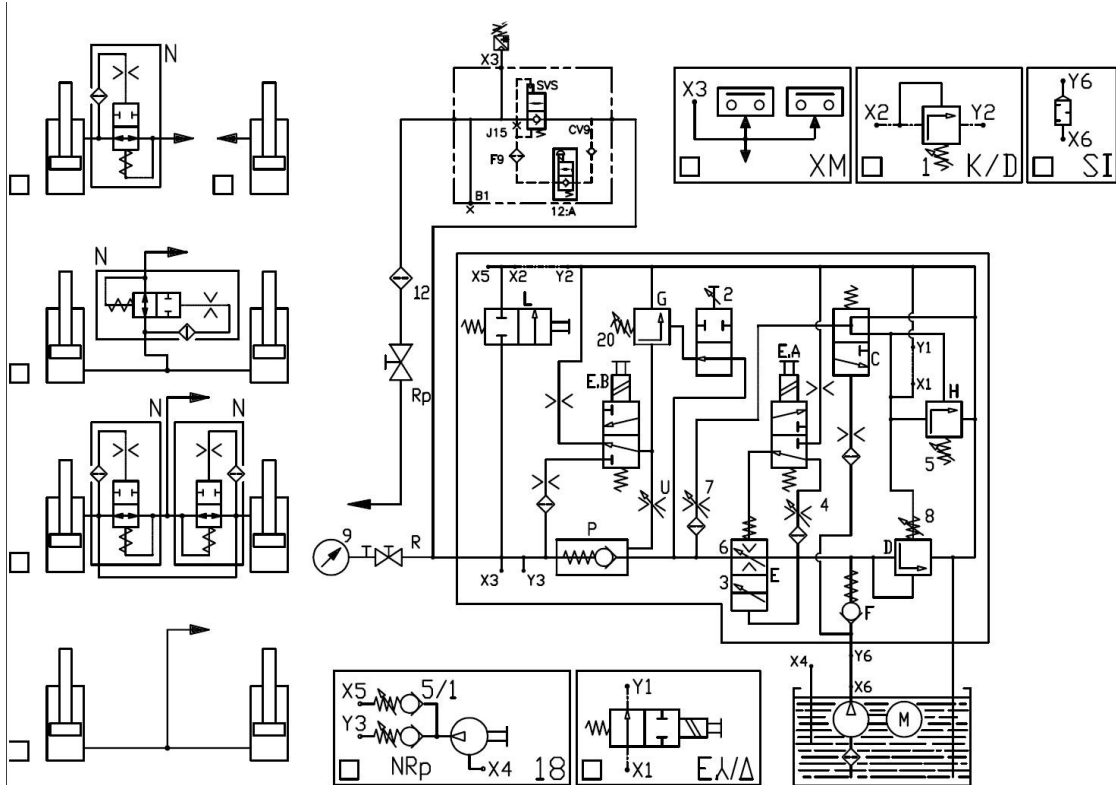 N
X3
SVS
J15
CV9
F9
B1
12:A
X3
XM
X2
Y2
1
K/D
Y6
X6
SI
N
12
Rp
X5
X2
Y2
L
G
20
2
E.B
E.A
C
Y1
X1
H
5
N
N
U
7
4
8
9
R
P
6
3
E
D
F
X3
Y3
Y6
X6
X4
M
X5
5/1
Y3
NRp
X4
18
Y1
X1
Eλ/Δ